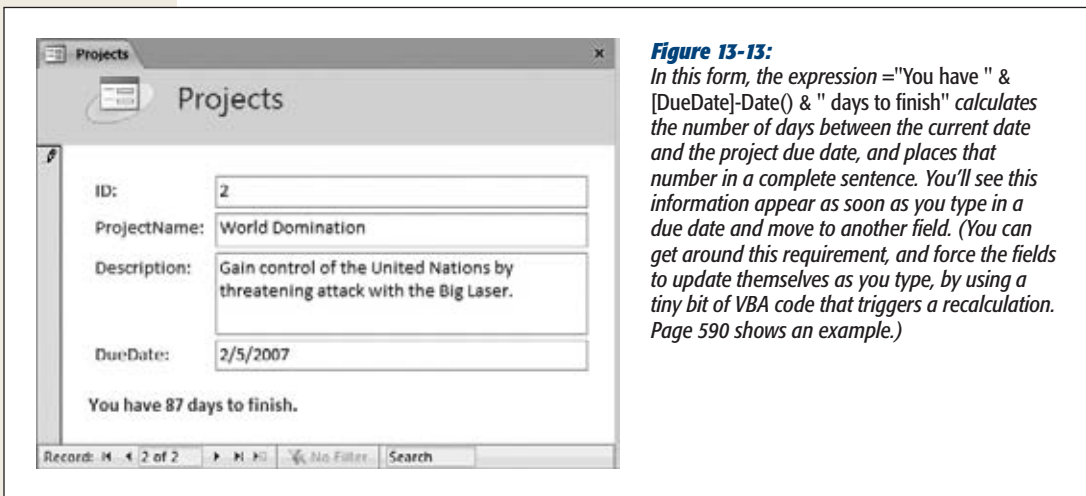 Projects
Projects
ID: 2
ProjectName: World Domination
Description: Gain control of the United Nations by
threatening attack with the Big Laser.
DueDate: 2/5/2007
You have 87 days to finish.
Record: 2 of 2 No Filter Search
Figure 13-13:
In this form, the expression ="You have " &
[DueDate]-Date() & " days to finish" calculates
the number of days between the current date
and the project due date, and places that
number in a complete sentence. You'll see this
information appear as soon as you type in a
due date and move to another field. (You can
get around this requirement, and force the fields
to update themselves as you type, by using a
tiny bit of VBA code that triggers a recalculation.
Page 590 shows an example.)